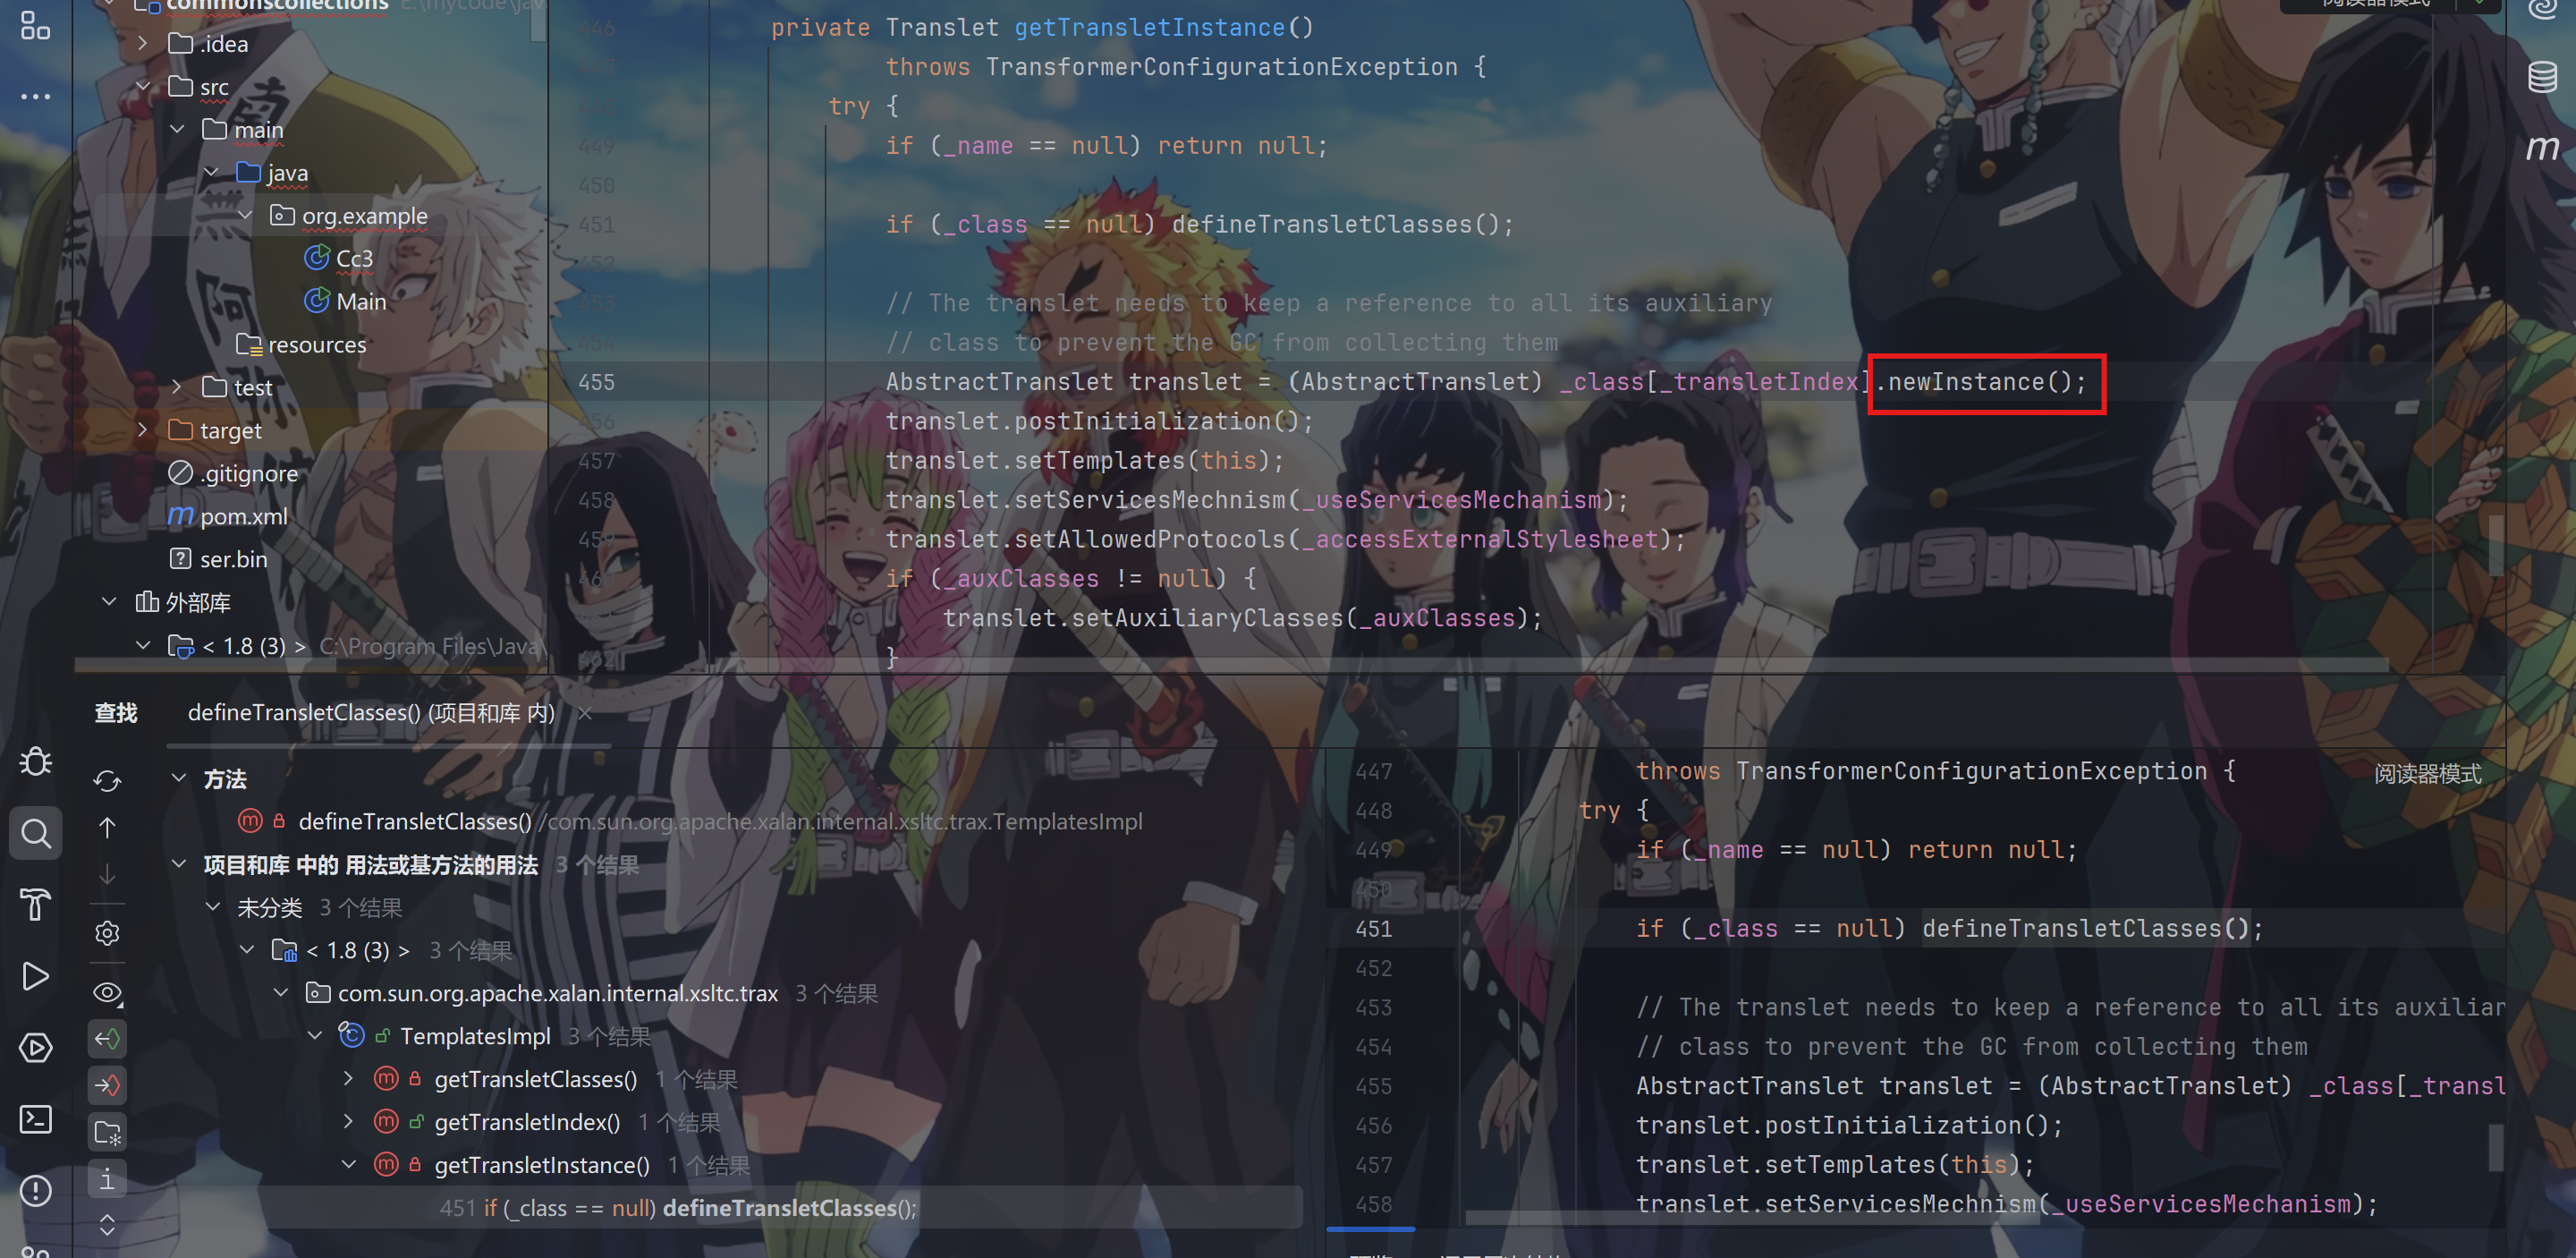 commonscollections E:\mycode\jav
.idea
src
main
java
org.example
Cc3
Main
resources
test
target
.gitignore
pom.xml
ser.bin
外部库
< 1.8 (3) > C:\Program Files\Java\
阅读器模式
446 private Translet getTransletInstance()
throws TransformerConfigurationException {
try {
449 if (_name == null) return null;
450
451 if (_class == null) defineTransletClasses();
452
453 // The translet needs to keep a reference to all its auxiliary
454 // class to prevent the GC from collecting them
455 AbstractTranslet translet = (AbstractTranslet) _class[_transletIndex].newInstance();
456 translet.postInitialization();
457 translet.setTemplates(this);
458 translet.setServicesMechnism(_useServicesMechanism);
459 translet.setAllowedProtocols(_accessExternalStylesheet);
460 if (_auxClasses != null) {
translet.setAuxiliaryClasses(_auxClasses);
462 }
查找 defineTransletClasses() (项目和库 内)
方法
defineTransletClasses() /com.sun.org.apache.xalan.internal.xsltc.trax.TemplatesImpl
项目和库 中的 用法或基方法的用法 3 个结果
未分类 3 个结果
< 1.8 (3) > 3 个结果
com.sun.org.apache.xalan.internal.xsltc.trax 3 个结果
TemplatesImpl 3 个结果
getTransletClasses() 1 个结果
getTransletIndex() 1 个结果
getTransletInstance() 1 个结果
451 if (_class == null) defineTransletClasses();
447 throws TransformerConfigurationException {
阅读器模式
448 try {
449 if (_name == null) return null;
450
451 if (_class == null) defineTransletClasses();
452
453 // The translet needs to keep a reference to all its auxiliar
454 // class to prevent the GC from collecting them
455 AbstractTranslet translet = (AbstractTranslet) _class[_transl
456 translet.postInitialization();
457 translet.setTemplates(this);
458 translet.setServicesMechnism(_useServicesMechanism);